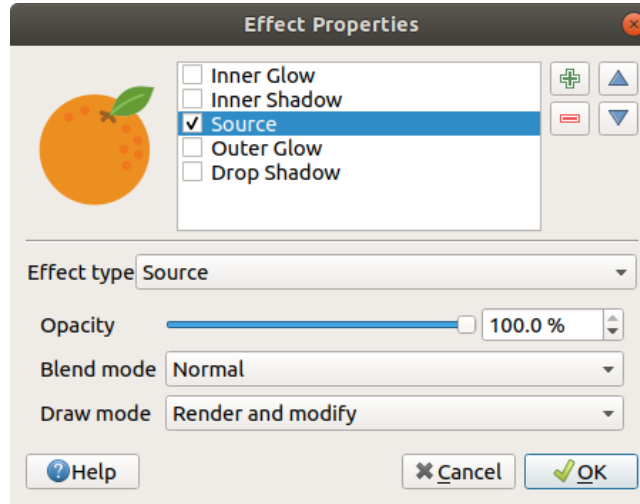 Effect Properties
Inner Glow
Inner Shadow
Source
Outer Glow
Drop Shadow
Effect type Source
Opacity 100.0 %
Blend mode Normal
Draw mode Render and modify
Help Cancel OK